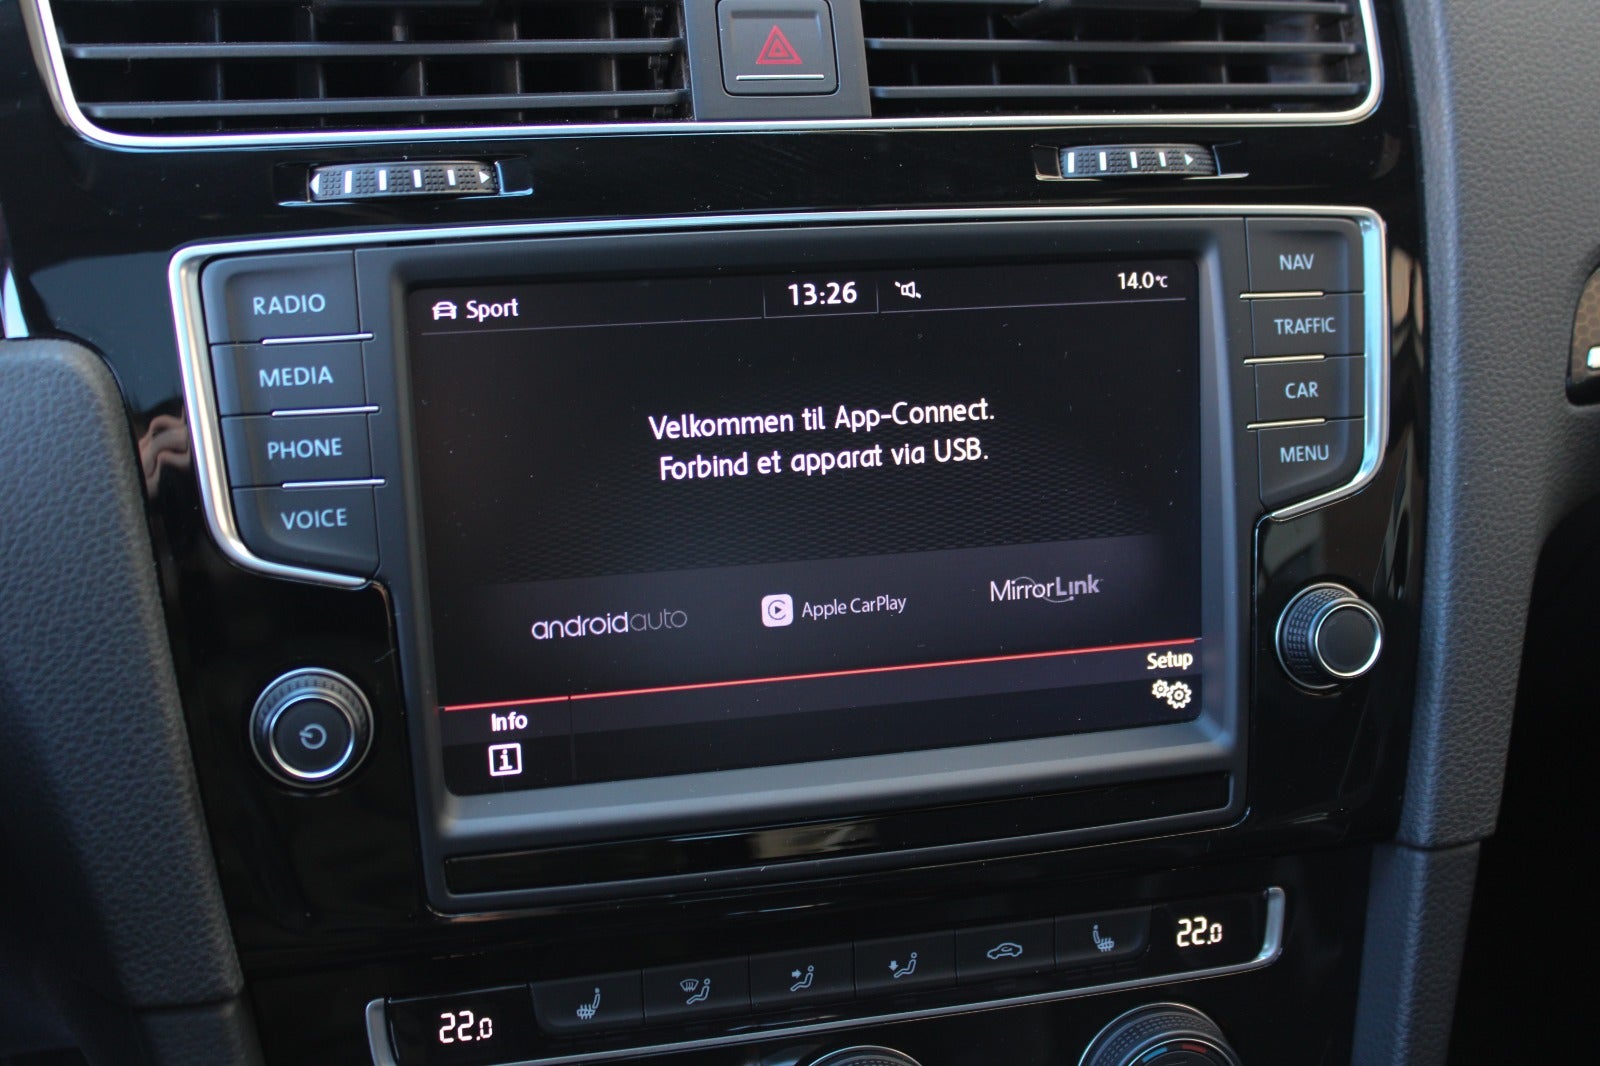 RADIO
MEDIA
PHONE
VOICE
Sport
13:26
14.0°C
Velkommen til App-Connect.
Forbind et apparat via USB.
androidauto
Apple CarPlay
MirrorLink
Info
Setup
NAV
TRAFFIC
CAR
MENU
22.0
22.0